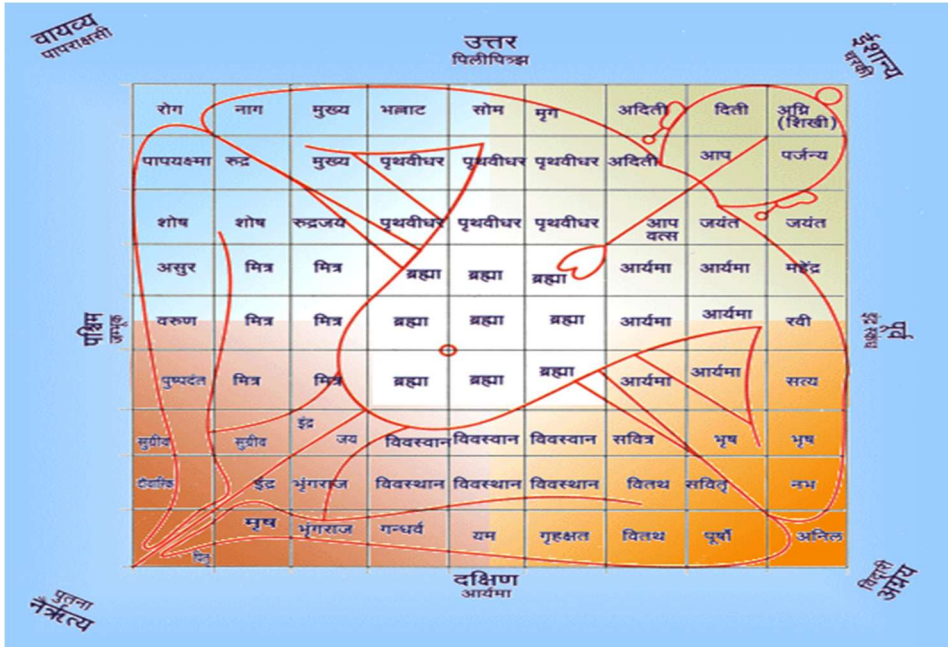 वायव्य
पापराक्षसी
उत्तर
पिलीपित्झ
ईशान्य
चरकी
रोग नाग मुख्य भल्लाट सोम मृग अदिती दिती अग्नि
(शिखी)
पापयक्ष्मा रुद्र मुख्य पृथवीधर पृथवीधर पृथवीधर अदिती आप पर्जन्य
शोष शोष रुद्रजय पृथवीधर पृथवीधर पृथवीधर आप जयंत जयंत
वत्स
असुर मित्र मित्र ब्रह्मा ब्रह्मा ब्रह्मा आर्यमा आर्यमा महेंद्र
पश्चिम
जम्भूक
वरुण मित्र मित्र ब्रह्मा ब्रह्मा ब्रह्मा आर्यमा आर्यमा रवी
पूर्व
पुष्पदंत मित्र मित्र ब्रह्मा ब्रह्मा ब्रह्मा आर्यमा आर्यमा सत्य
सुग्रीव सुग्रीव इंद्र जय विवस्वान विवस्वान विवस्वान सवित्र भृष भृष
दौवारिक इंद्र भृंगराज विवस्थान विवस्थान विवस्थान वितथ सवितृ नभ
पितृ मृष भृंगराज गन्धर्व यम गृहक्षत वितथ पूर्षो अनिल
पुतना
नैर्ऋत्य
दक्षिण
आर्यमा
विदारी
अग्नेय